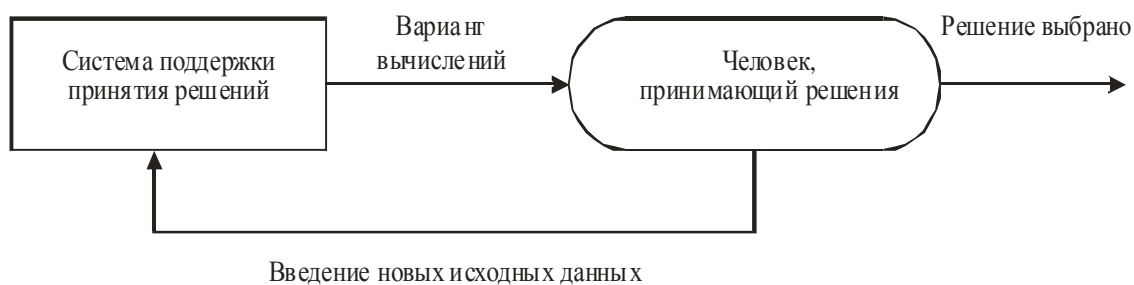 Система поддержки
принятия решений
Вариант
вычислений
Человек,
принимающий решения
Решение выбрано
Введение новых исходных данных